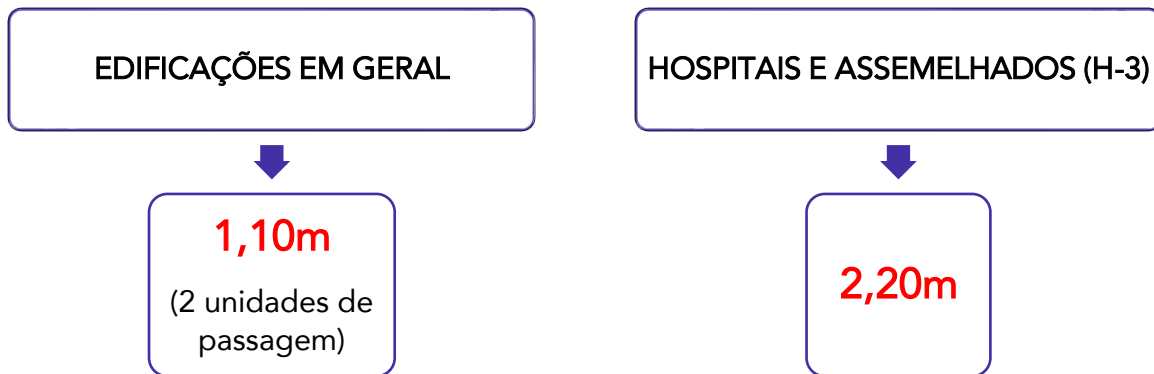 EDIFICAÇÕES EM GERAL
HOSPITAIS E ASSEMELHADOS (H-3)
1,10m
(2 unidades de
passagem)
2,20m